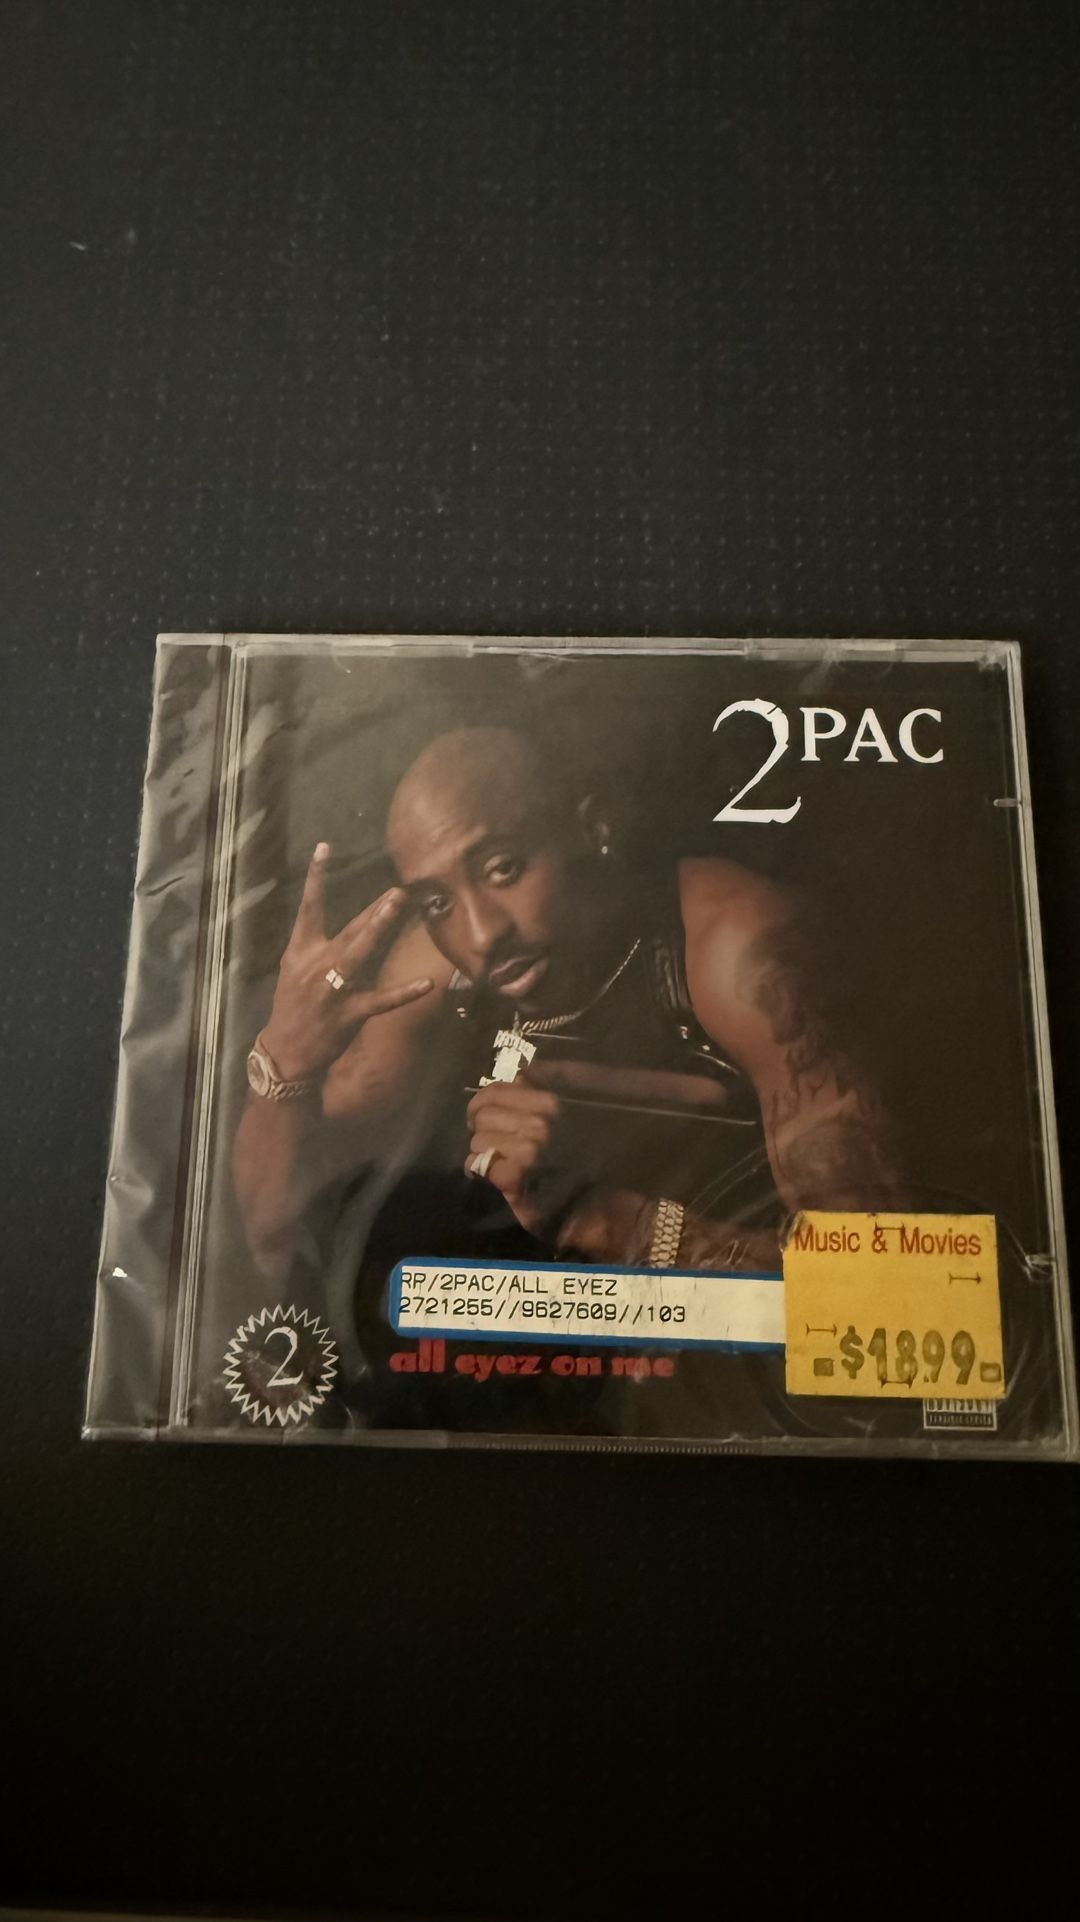 2PAC
RP/2PAC/ALL EYEZ
2721255//9627609//103
Music & Movies
$18.99
all eyez on me
2